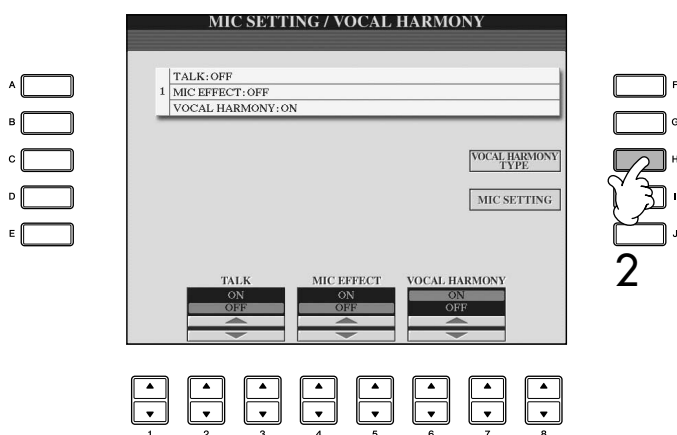 MIC SETTING / VOCAL HARMONY
TALK:OFF
1 MIC EFFECT:OFF
VOCAL HARMONY:ON
A
B
C
D
E
F
G
H
I
J
VOCAL HARMONY
TYPE
MIC SETTING
2
TALK MIC EFFECT VOCAL HARMONY
ON ON ON
OFF OFF OFF
1 2 3 4 5 6 7 8